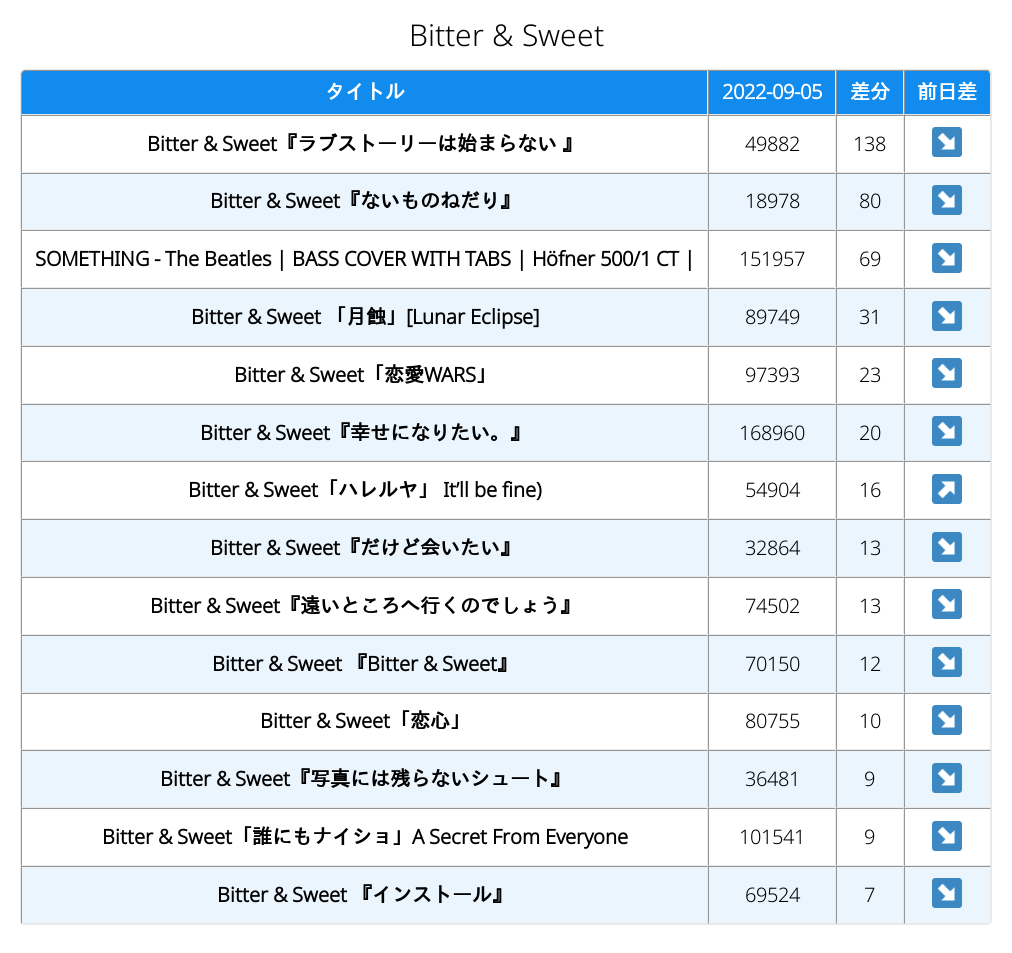 Bitter & Sweet
タイトル 2022-09-05 差分 前日差
Bitter & Sweet『ラブストーリーは始まらない 』 49882 138 ↘
Bitter & Sweet『ないものねだり』 18978 80 ↘
SOMETHING - The Beatles | BASS COVER WITH TABS | Höfner 500/1 CT | 151957 69 ↘
Bitter & Sweet 「月蝕」[Lunar Eclipse] 89749 31 ↘
Bitter & Sweet「恋愛WARS」 97393 23 ↘
Bitter & Sweet『幸せになりたい。』 168960 20 ↘
Bitter & Sweet「ハレルヤ」 It’ll be fine) 54904 16 ↗
Bitter & Sweet『だけど会いたい』 32864 13 ↘
Bitter & Sweet『遠いところへ行くのでしょう』 74502 13 ↘
Bitter & Sweet 『Bitter & Sweet』 70150 12 ↘
Bitter & Sweet「恋心」 80755 10 ↘
Bitter & Sweet『写真には残らないシュート』 36481 9 ↘
Bitter & Sweet「誰にもナイショ」A Secret From Everyone 101541 9 ↘
Bitter & Sweet 『インストール』 69524 7 ↘